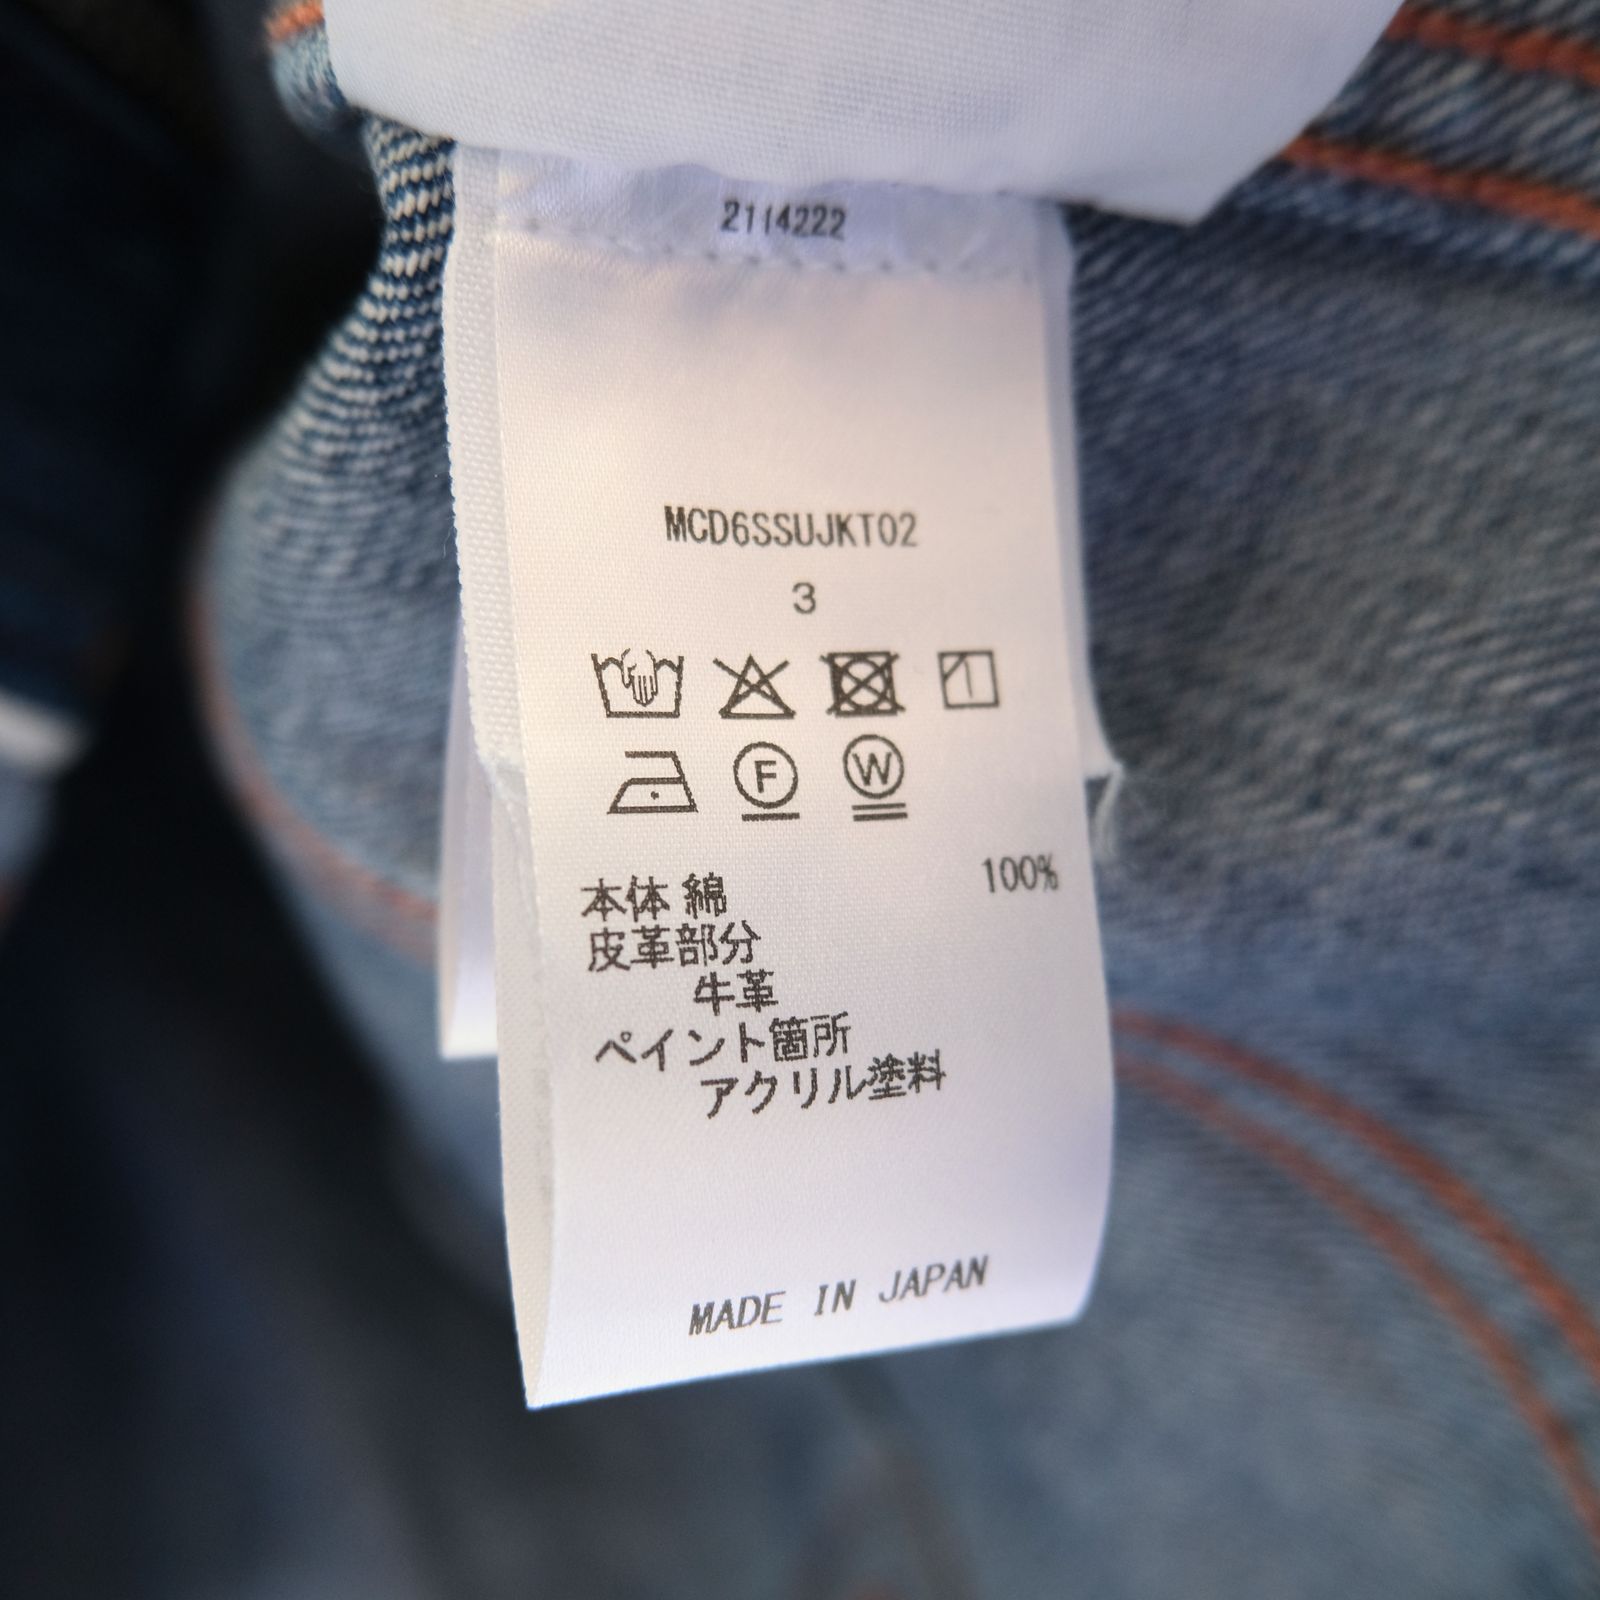 2114222
MCD6SSUJKT02
3
F W
本体 綿 100%
皮革部分
牛革
ペイント箇所
アクリル塗料
MADE IN JAPAN